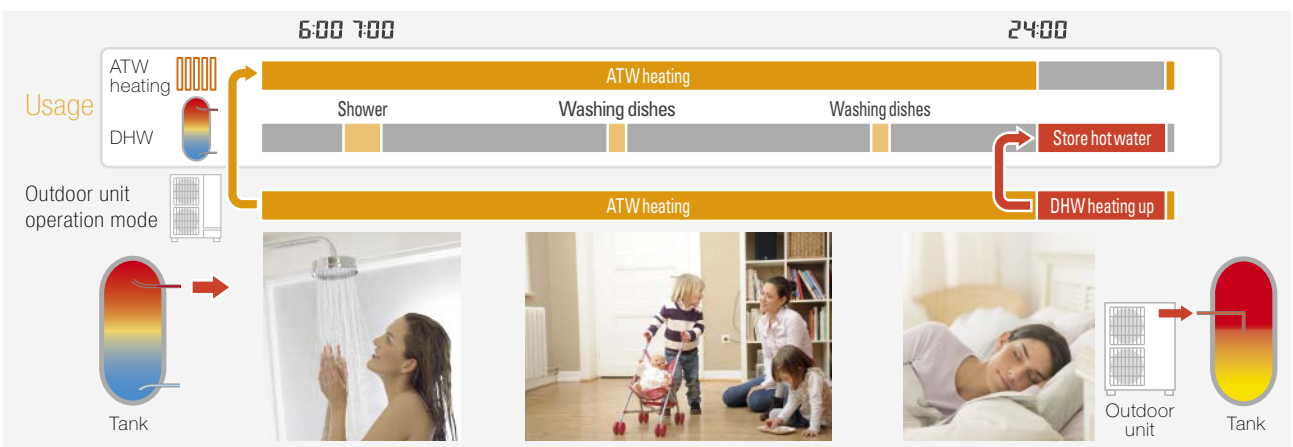 6:00 7:00
24:00
Usage
ATW
heating
ATW heating
Shower
Washing dishes
Washing dishes
DHW
Store hot water
Outdoor unit
operation mode
ATW heating
DHW heating up
Tank
Outdoor
unit
Tank